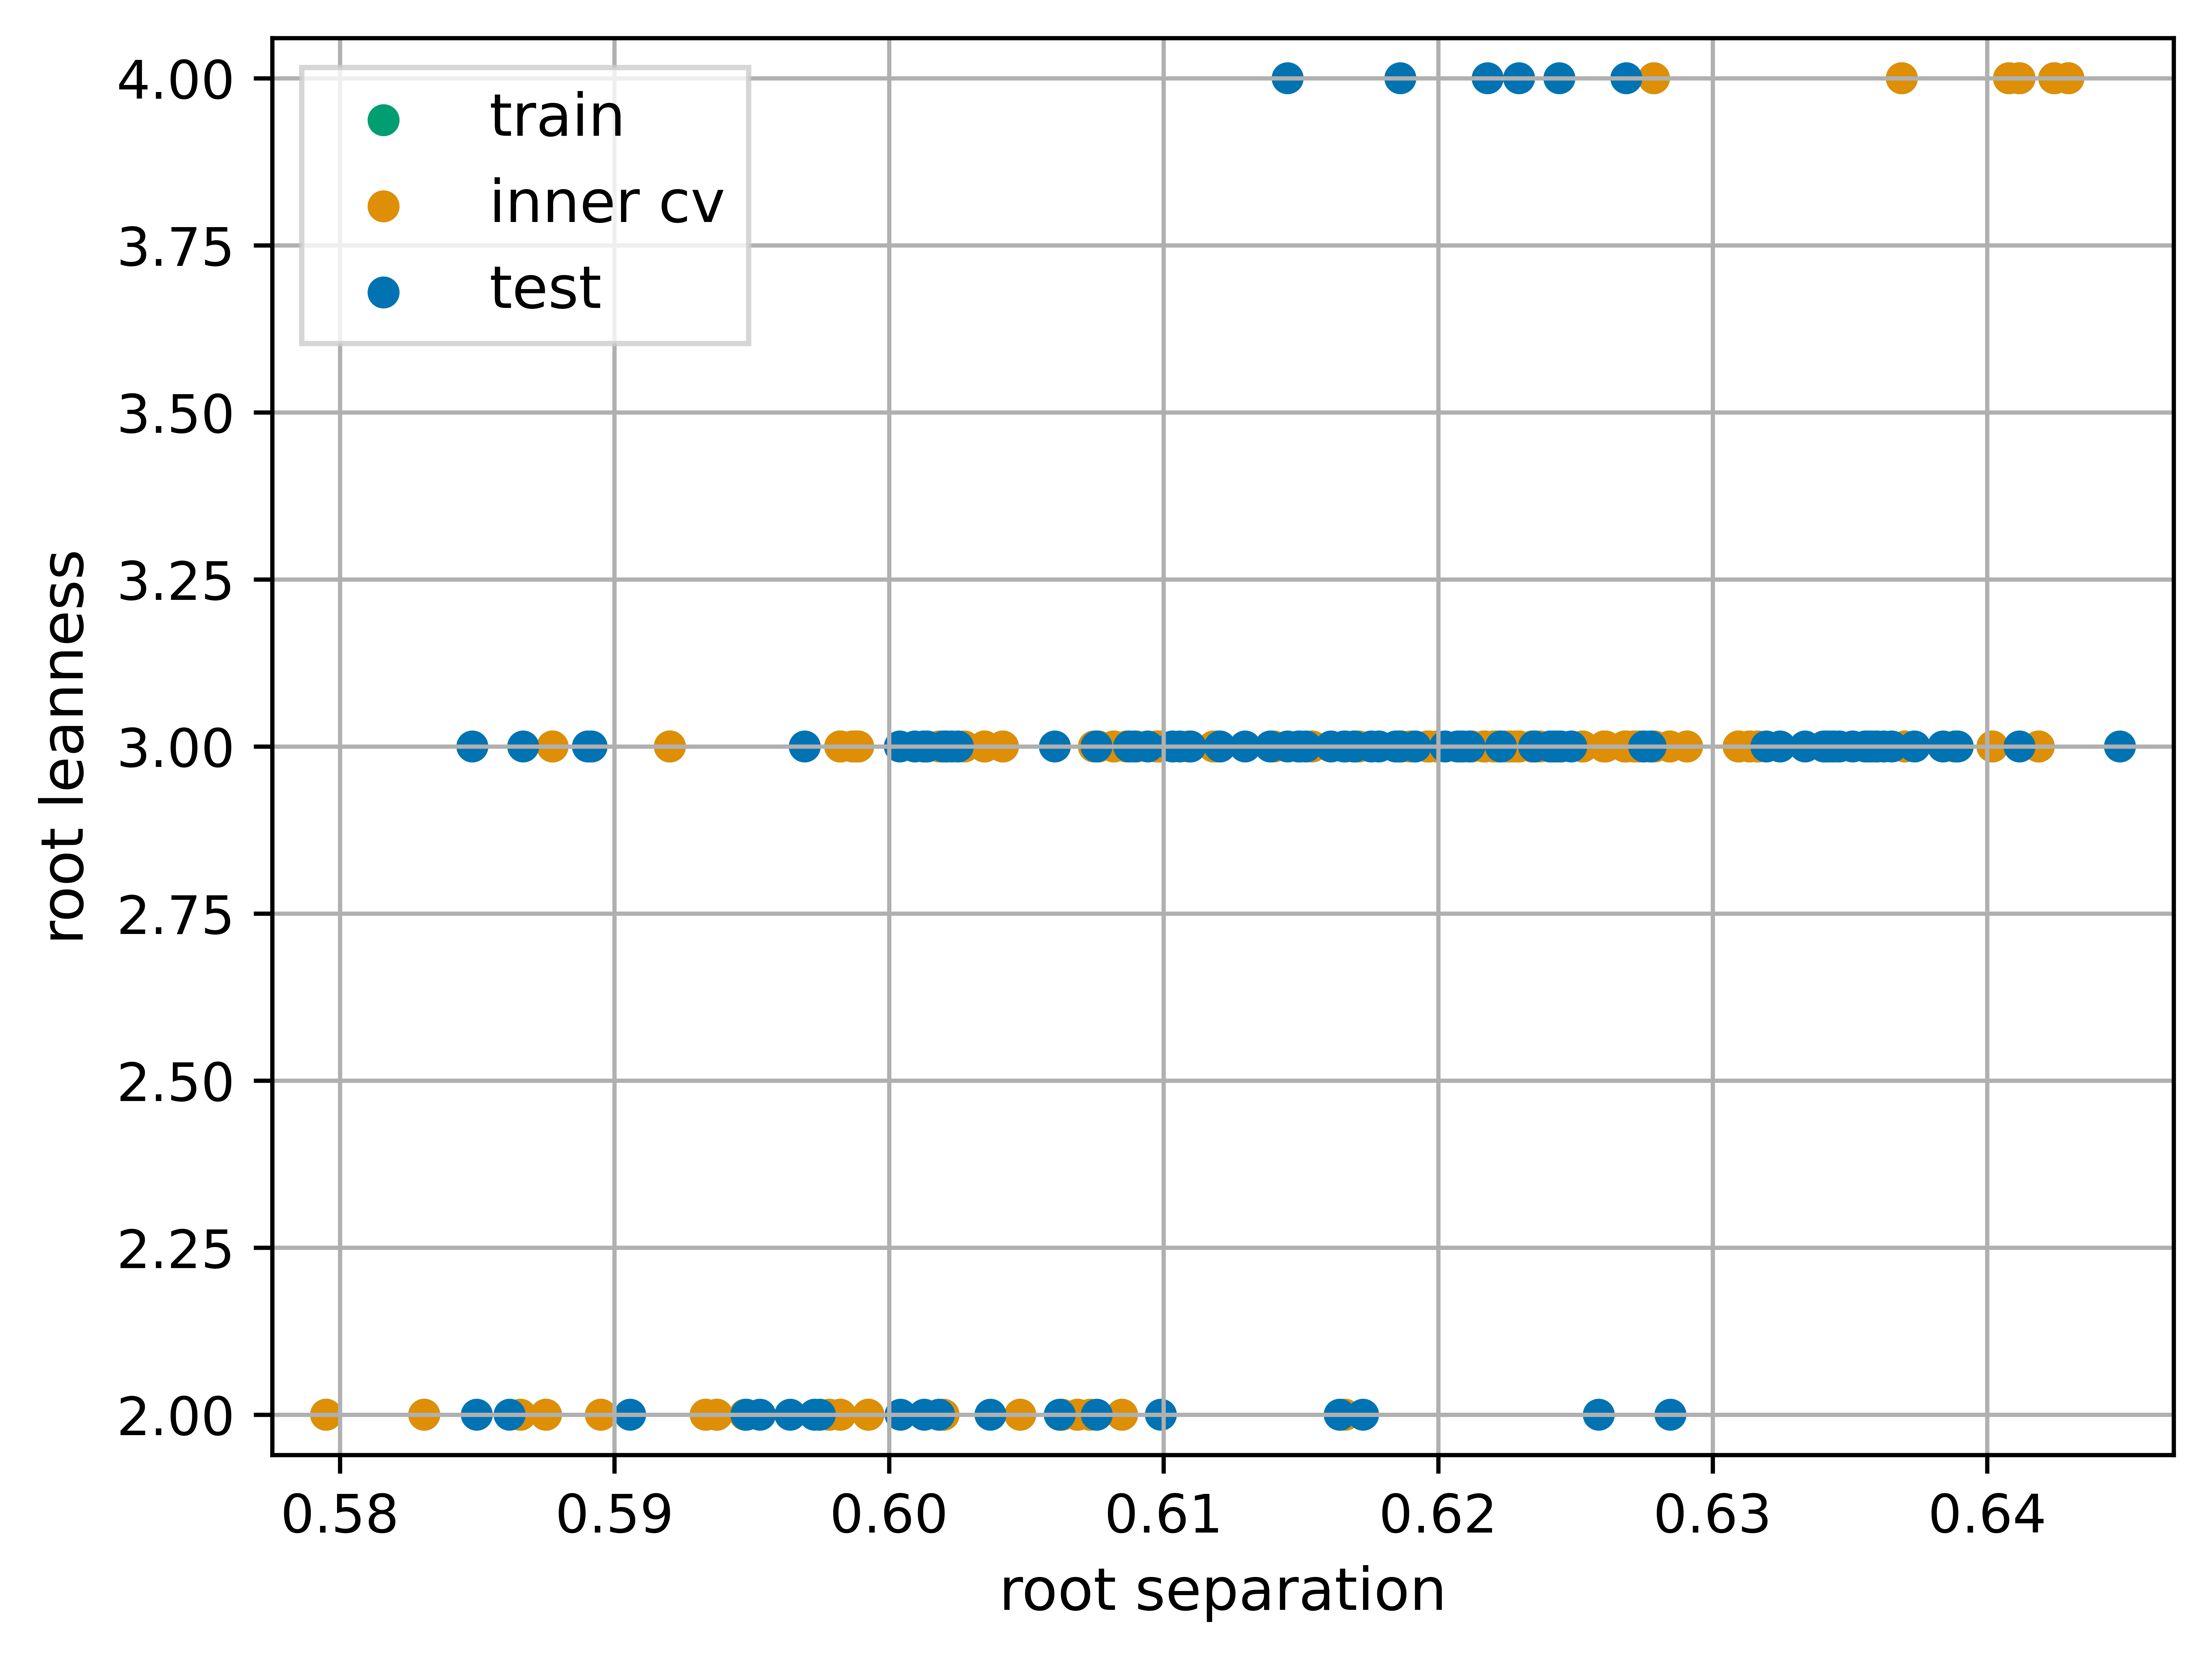 train
inner cv
test
4.00
3.75
3.50
3.25
3.00
2.75
2.50
2.25
2.00
root leanness
0.58 0.59 0.60 0.61 0.62 0.63 0.64
root separation